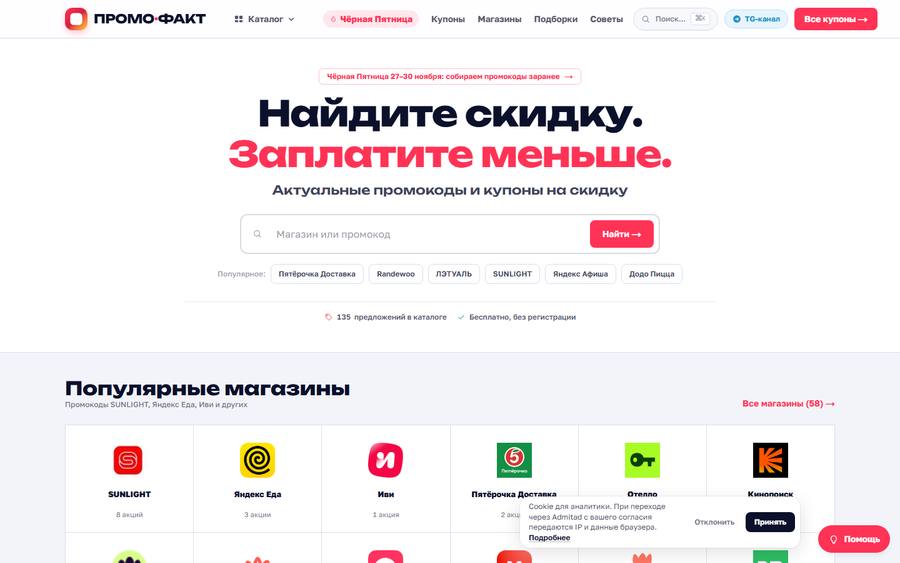 ПРОМО·ФАКТ
Каталог
Чёрная Пятница
Купоны
Магазины
Подборки
Советы
Поиск...
⌘K
TG-канал
Все купоны →
Чёрная Пятница 27–30 ноября: собираем промокоды заранее →
Найдите скидку.
Заплатите меньше.
Актуальные промокоды и купоны на скидку
Магазин или промокод
Найти →
Популярное:
Пятёрочка Доставка
Randewoo
ЛЭТУАЛЬ
SUNLIGHT
Яндекс Афиша
Додо Пицца
135 предложений в каталоге
Бесплатно, без регистрации
Популярные магазины
Промокоды SUNLIGHT, Яндекс Еда, Иви и других
Все магазины (58) →
Пятёрочка
SUNLIGHT
Яндекс Еда
Иви
Пятёрочка Доставка
Отелло
Кинопоиск
8 акций
3 акции
1 акция
Cookie для аналитики. При переходе
через Admitad с вашего согласия
передаются IP и данные браузера.
Подробнее
Отклонить
Принять
Помощь